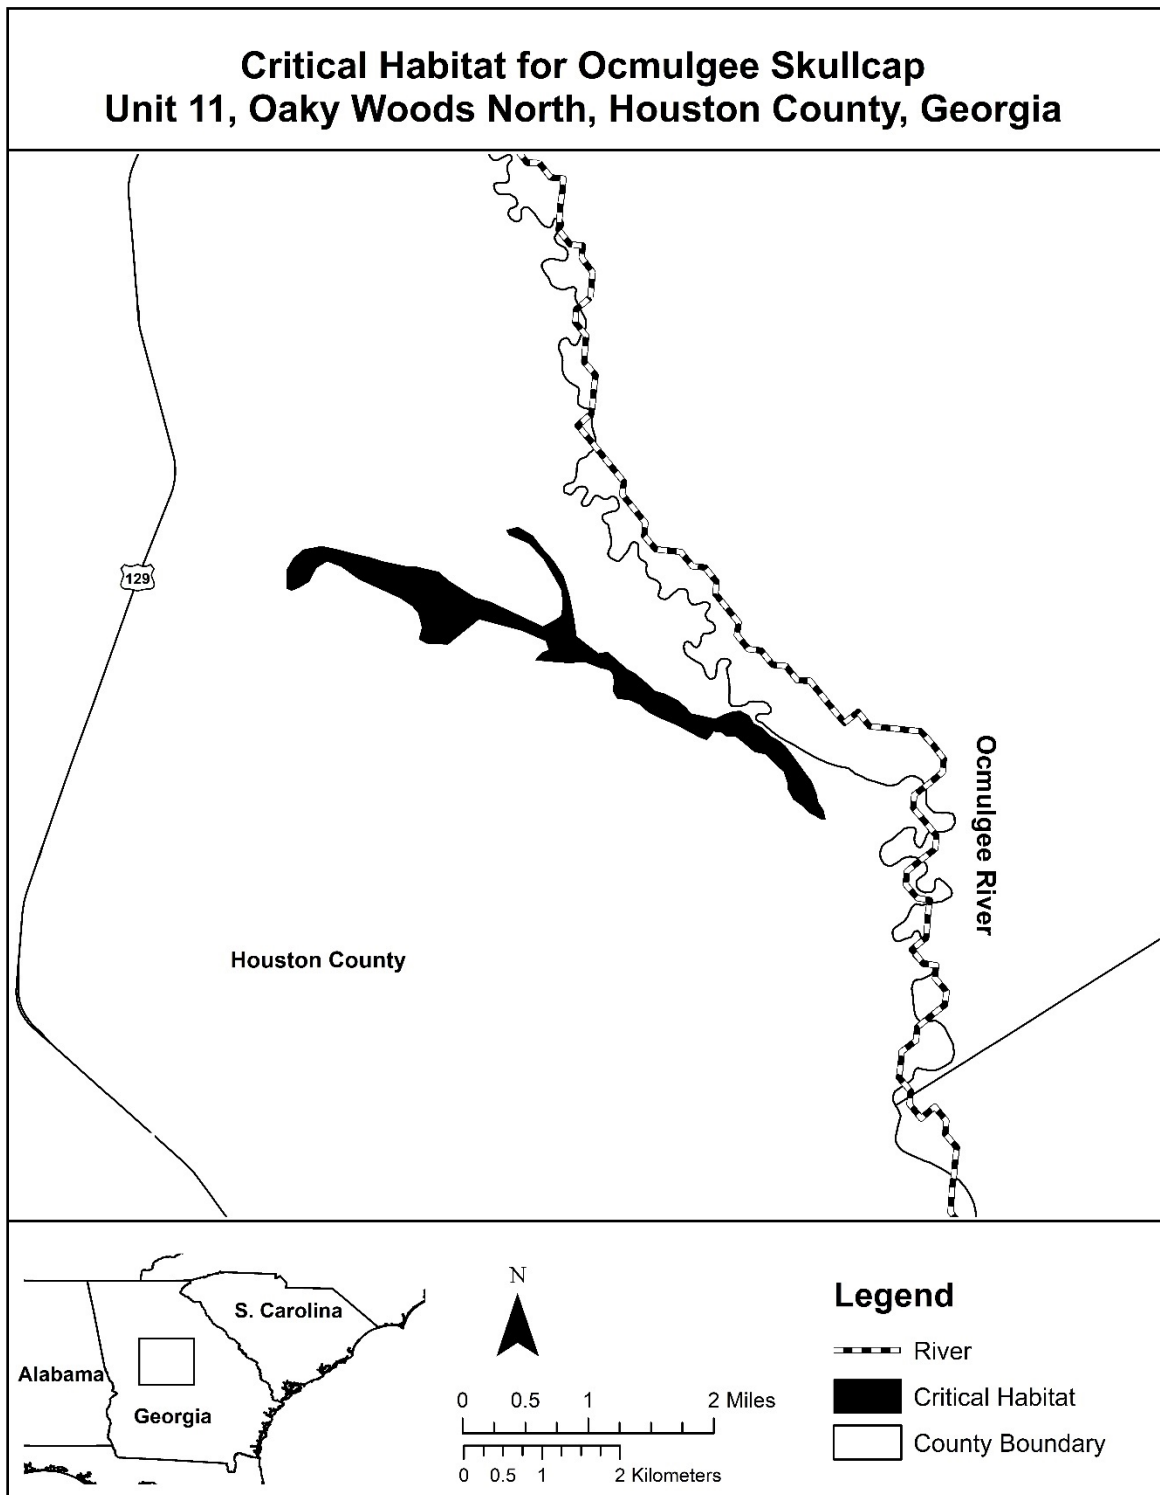 Critical Habitat for Ocmulgee Skullcap
Unit 11, Oaky Woods North, Houston County, Georgia
129
Ocmulgee River
Houston County
S. Carolina
Alabama
Georgia
N
0 0.5 1 2 Miles
0 0.5 1 2 Kilometers
Legend
River
Critical Habitat
County Boundary